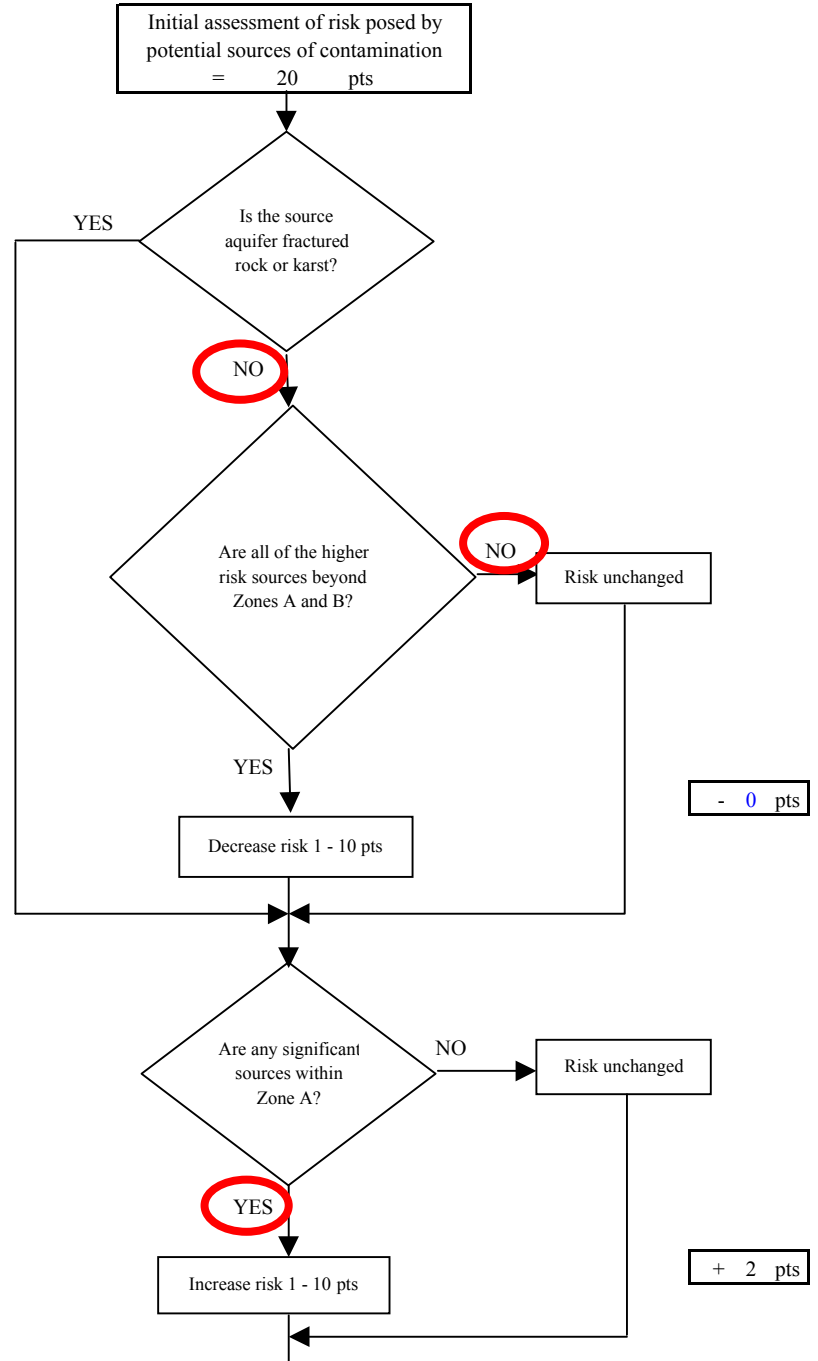 Initial assessment of risk posed by
potential sources of contamination
= 20 pts
YES
Is the source
aquifer fractured
rock or karst?
NO
Are all of the higher
risk sources beyond
Zones A and B?
NO
Risk unchanged
YES
- 0 pts
Decrease risk 1 - 10 pts
Are any significant
sources within
Zone A?
NO
Risk unchanged
YES
+ 2 pts
Increase risk 1 - 10 pts